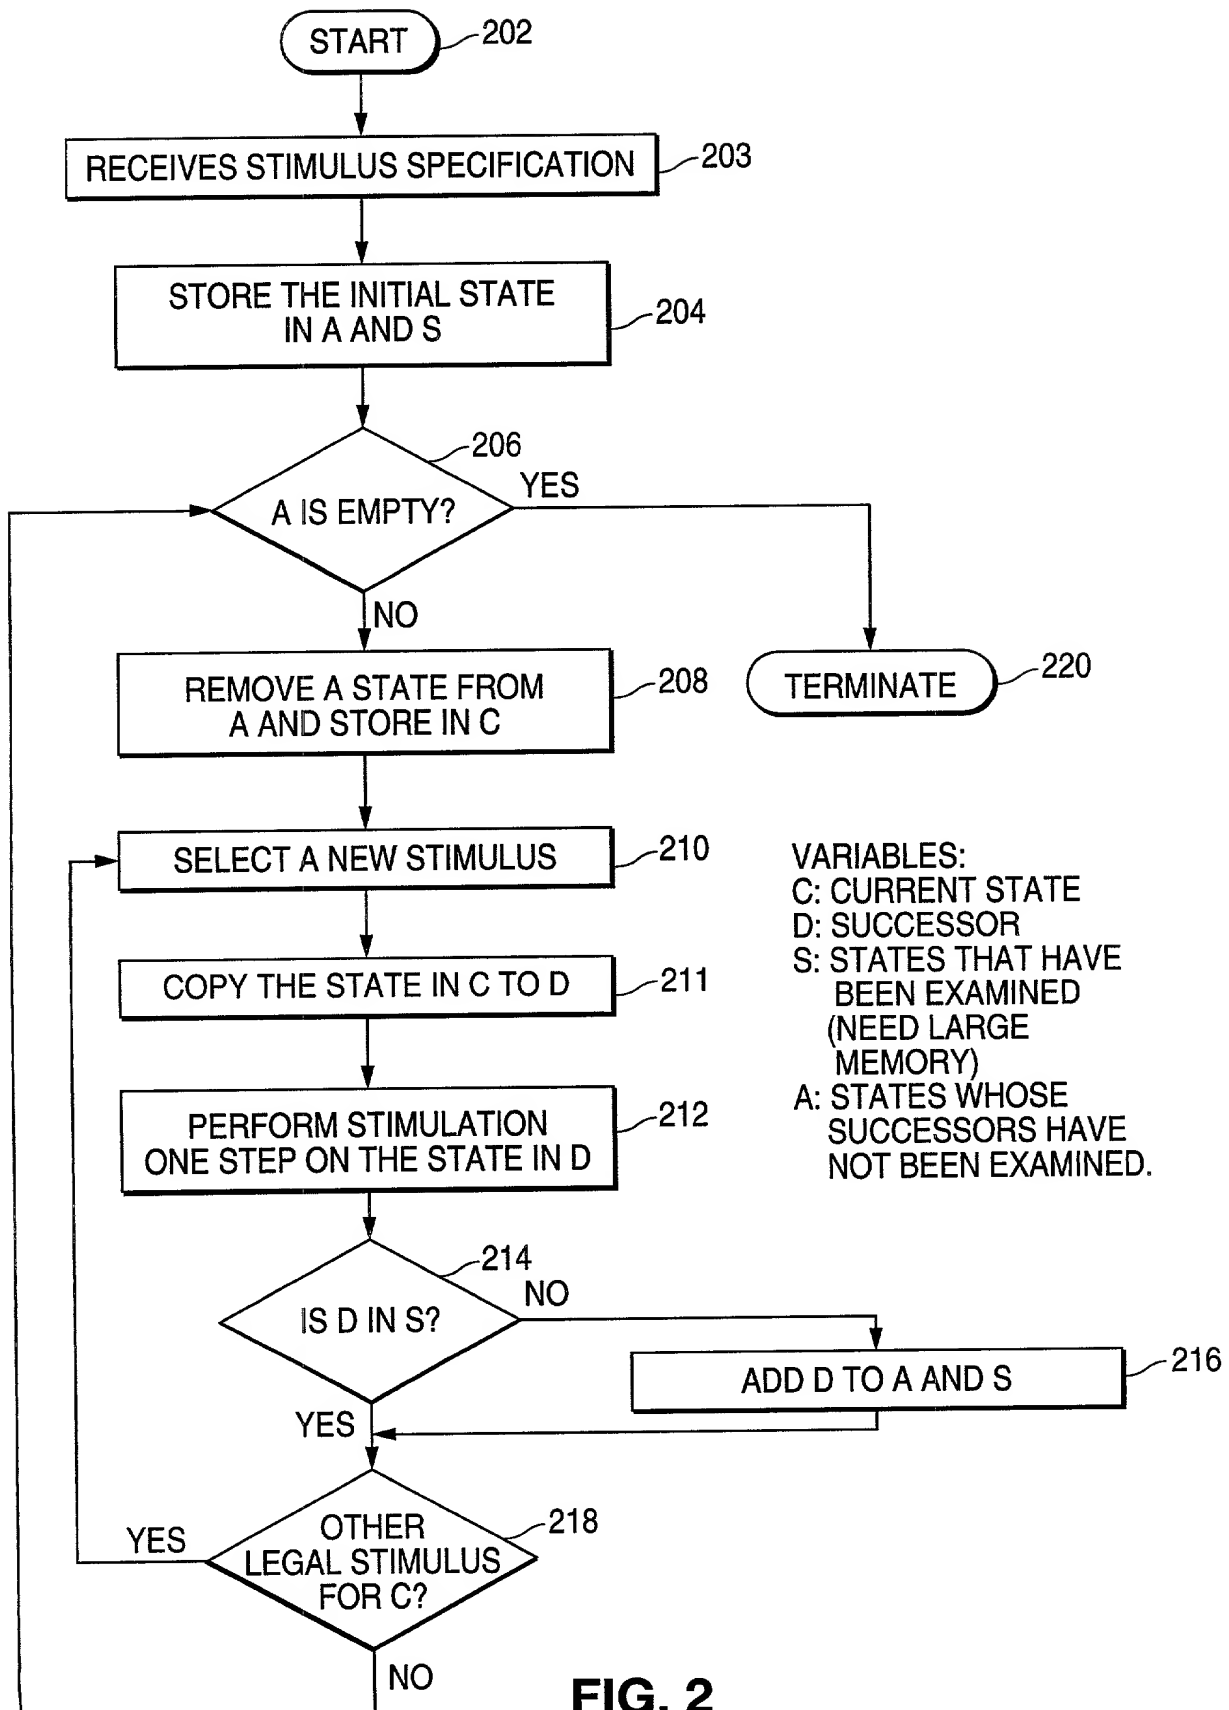 START
202
RECEIVES STIMULUS SPECIFICATION
203
STORE THE INITIAL STATE
IN A AND S
204
206
A IS EMPTY?
YES
NO
REMOVE A STATE FROM
A AND STORE IN C
208
TERMINATE
220
SELECT A NEW STIMULUS
210
COPY THE STATE IN C TO D
211
PERFORM STIMULATION
ONE STEP ON THE STATE IN D
212
VARIABLES:
C: CURRENT STATE
D: SUCCESSOR
S: STATES THAT HAVE
BEEN EXAMINED
(NEED LARGE
MEMORY)
A: STATES WHOSE
SUCCESSORS HAVE
NOT BEEN EXAMINED.
214
IS D IN S?
NO
ADD D TO A AND S
216
YES
OTHER
LEGAL STIMULUS
FOR C?
218
YES
NO
FIG. 2